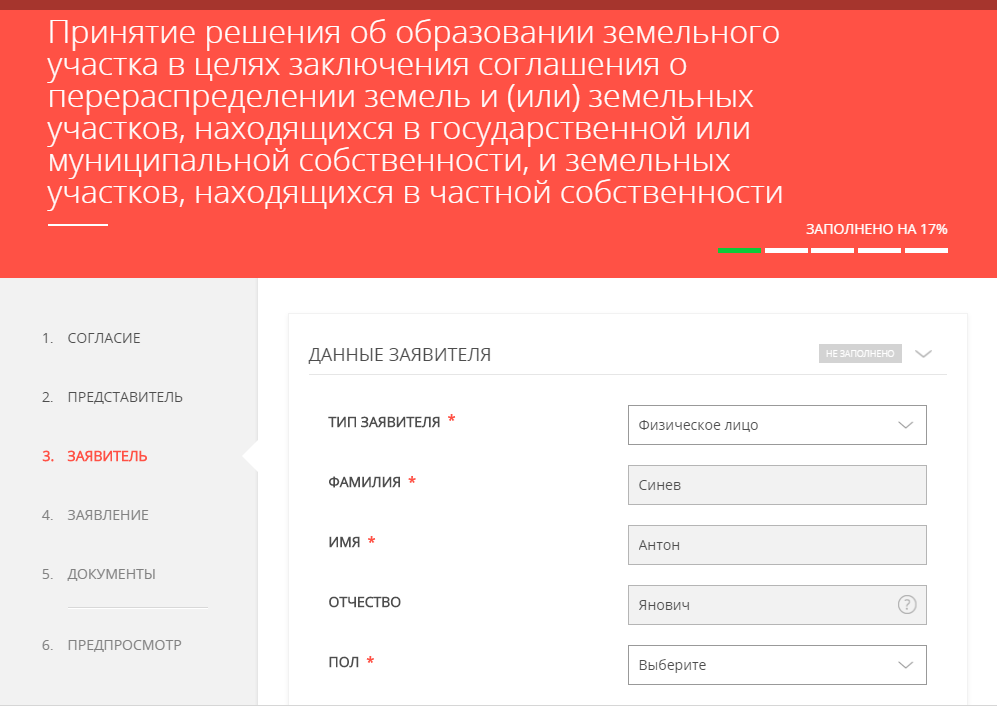 Принятие решения об образовании земельного
участка в целях заключения соглашения о
перераспределении земель и (или) земельных
участков, находящихся в государственной или
муниципальной собственности, и земельных
участков, находящихся в частной собственности
ЗАПОЛНЕНО НА 17%
1. СОГЛАСИЕ
2. ПРЕДСТАВИТЕЛЬ
3. ЗАЯВИТЕЛЬ
4. ЗАЯВЛЕНИЕ
5. ДОКУМЕНТЫ
6. ПРЕДПРОСМОТР
ДАННЫЕ ЗАЯВИТЕЛЯ НЕ ЗАПОЛНЕНО
ТИП ЗАЯВИТЕЛЯ * Физическое лицо
ФАМИЛИЯ * Синев
ИМЯ * Антон
ОТЧЕСТВО Янович ?
ПОЛ * Выберите